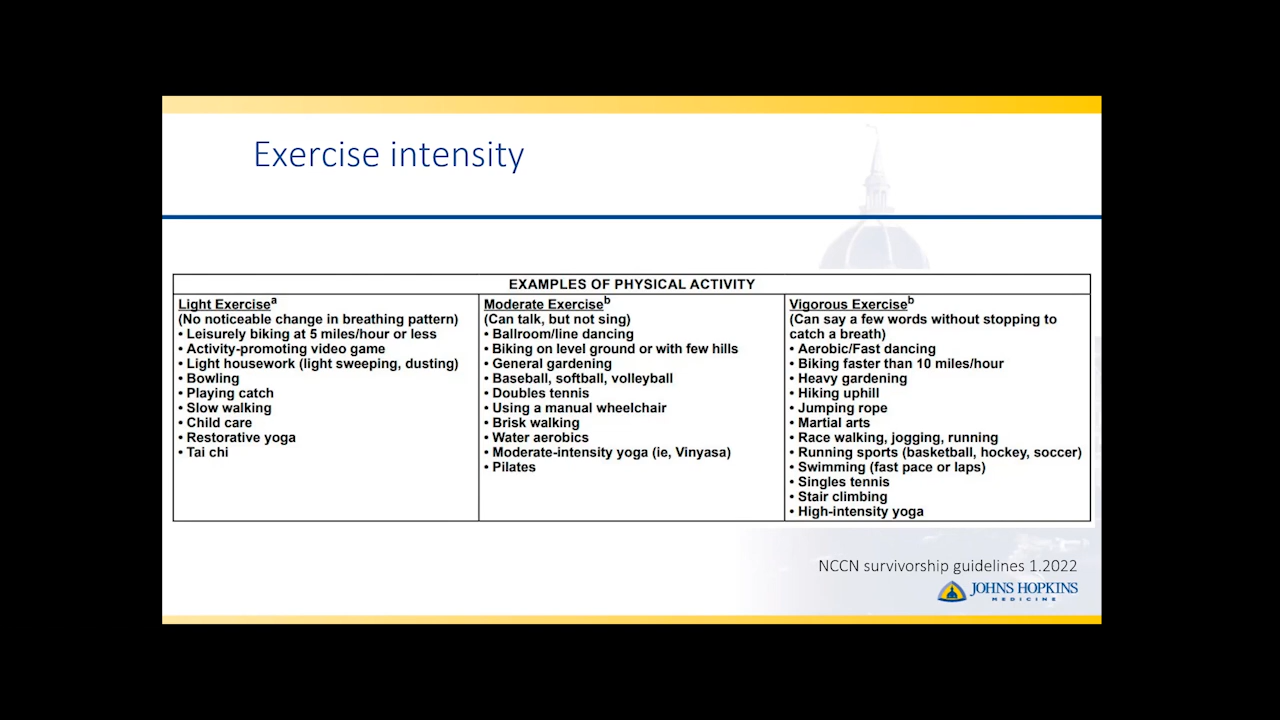 Exercise intensity
EXAMPLES OF PHYSICAL ACTIVITY
Light Exerciseᵃ
(No noticeable change in breathing pattern)
• Leisurely biking at 5 miles/hour or less
• Activity-promoting video game
• Light housework (light sweeping, dusting)
• Bowling
• Playing catch
• Slow walking
• Child care
• Restorative yoga
• Tai chi
Moderate Exerciseᵇ
(Can talk, but not sing)
• Ballroom/line dancing
• Biking on level ground or with few hills
• General gardening
• Baseball, softball, volleyball
• Doubles tennis
• Using a manual wheelchair
• Brisk walking
• Water aerobics
• Moderate-intensity yoga (ie, Vinyasa)
• Pilates
Vigorous Exerciseᵇ
(Can say a few words without stopping to
catch a breath)
• Aerobic/Fast dancing
• Biking faster than 10 miles/hour
• Heavy gardening
• Hiking uphill
• Jumping rope
• Martial arts
• Race walking, jogging, running
• Running sports (basketball, hockey, soccer)
• Swimming (fast pace or laps)
• Singles tennis
• Stair climbing
• High-intensity yoga
NCCN survivorship guidelines 1.2022
JOHNS HOPKINS
MEDICINE